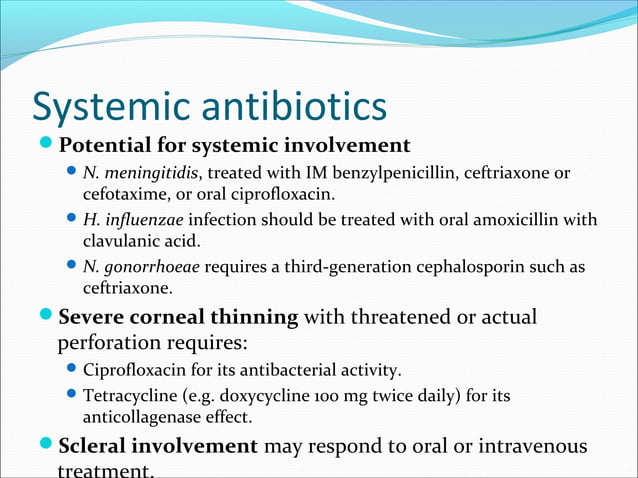 Systemic antibiotics
Potential for systemic involvement
N. meningitidis, treated with IM benzylpenicillin, ceftriaxone or
cefotaxime, or oral ciprofloxacin.
H. influenzae infection should be treated with oral amoxicillin with
clavulanic acid.
N. gonorrhoeae requires a third-generation cephalosporin such as
ceftriaxone.
Severe corneal thinning with threatened or actual
perforation requires:
Ciprofloxacin for its antibacterial activity.
Tetracycline (e.g. doxycycline 100 mg twice daily) for its
anticollagenase effect.
Scleral involvement may respond to oral or intravenous
treatment.